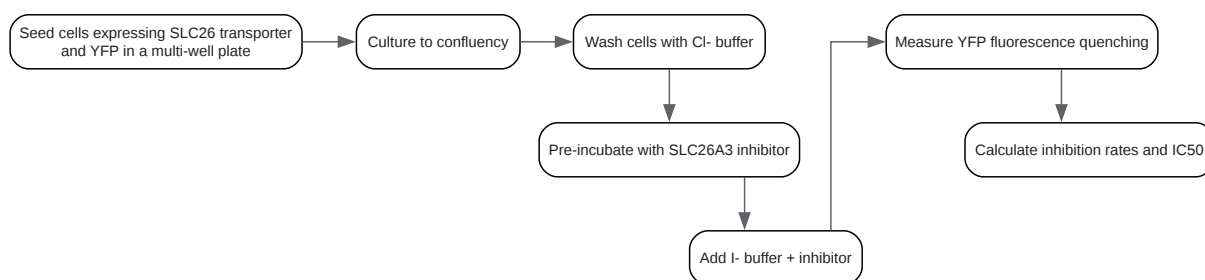 Seed cells expressing SLC26 transporter
and YFP in a multi-well plate
Culture to confluency
Wash cells with Cl- buffer
Pre-incubate with SLC26A3 inhibitor
Add I- buffer + inhibitor
Measure YFP fluorescence quenching
Calculate inhibition rates and IC50